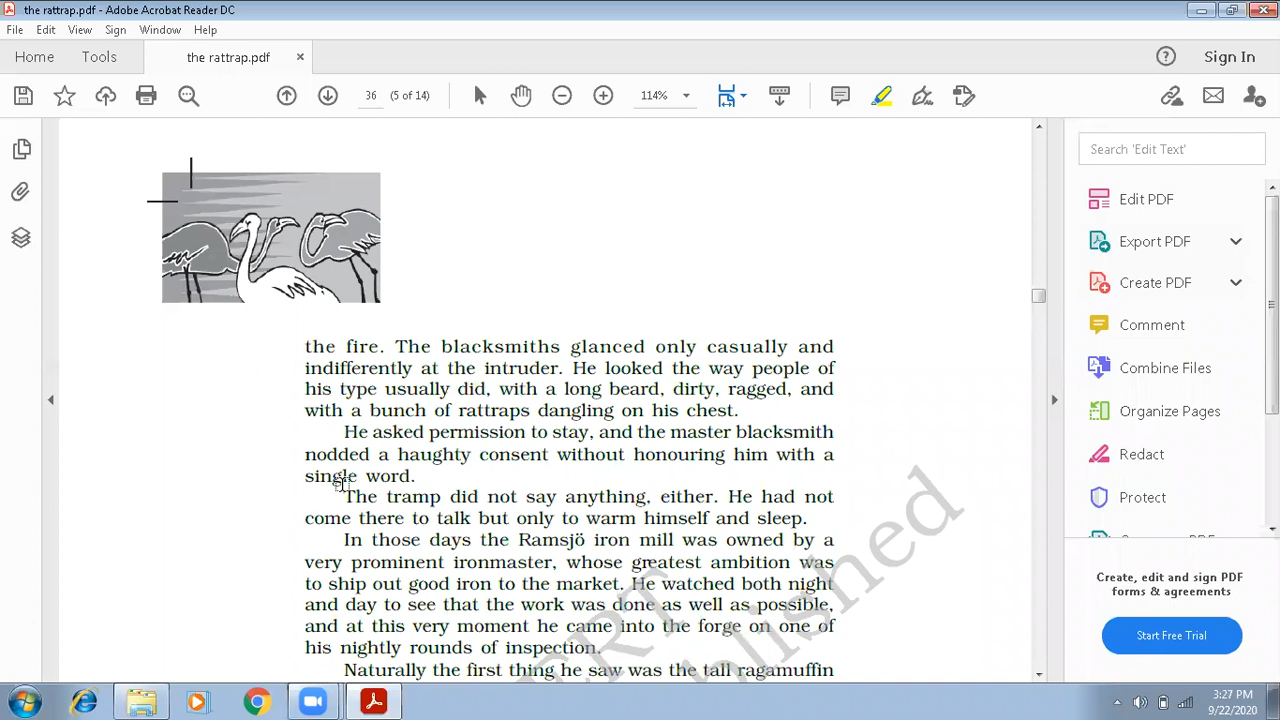 the rattrap.pdf - Adobe Acrobat Reader DC
File Edit View Sign Window Help
Home Tools the rattrap.pdf × Sign In
36 (5 of 14) 114%
Search 'Edit Text'
Edit PDF
Export PDF
Create PDF
Comment
Combine Files
Organize Pages
Redact
Protect
Create, edit and sign PDF
forms & agreements
Start Free Trial
the fire. The blacksmiths glanced only casually and
indifferently at the intruder. He looked the way people of
his type usually did, with a long beard, dirty, ragged, and
with a bunch of rattraps dangling on his chest.
He asked permission to stay, and the master blacksmith
nodded a haughty consent without honouring him with a
single word.
The tramp did not say anything, either. He had not
come there to talk but only to warm himself and sleep.
In those days the Ramsjö iron mill was owned by a
very prominent ironmaster, whose greatest ambition was
to ship out good iron to the market. He watched both night
and day to see that the work was done as well as possible,
and at this very moment he came into the forge on one of
his nightly rounds of inspection.
Naturally the first thing he saw was the tall ragamuffin
3:27 PM
9/22/2020